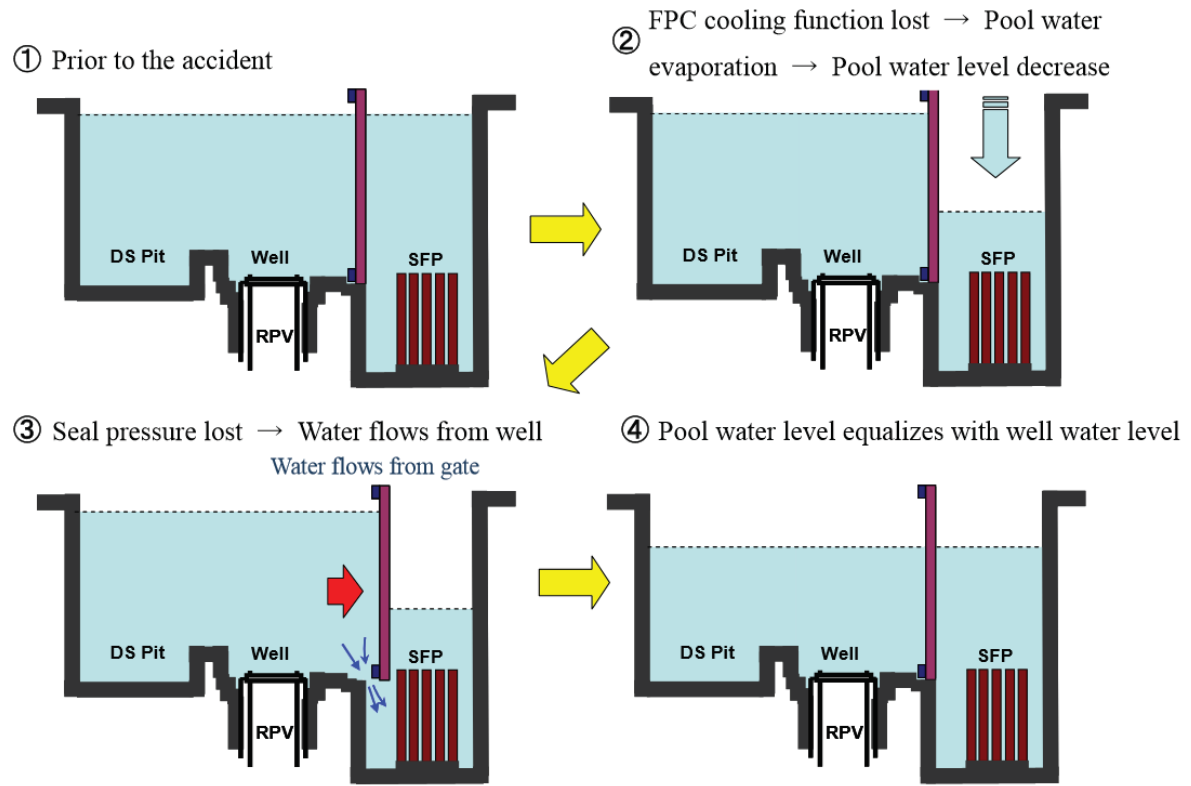 ① Prior to the accident
② FPC cooling function lost → Pool water
evaporation → Pool water level decrease
DS Pit
Well
SFP
RPV
DS Pit
Well
SFP
RPV
③ Seal pressure lost → Water flows from well
Water flows from gate
④ Pool water level equalizes with well water level
DS Pit
Well
SFP
RPV
DS Pit
Well
SFP
RPV